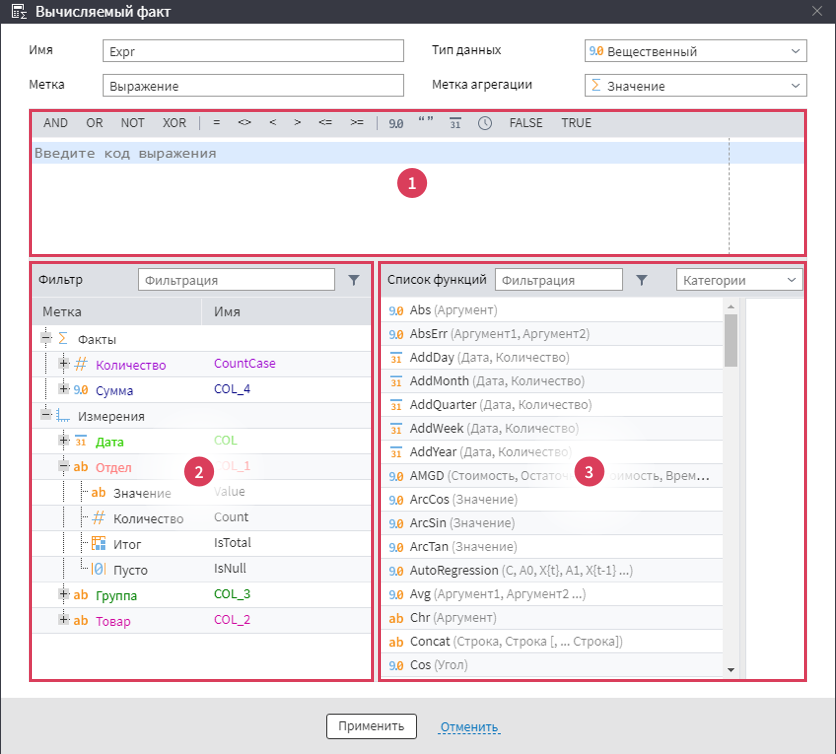 Вычисляемый факт
Имя Expr Тип данных 9.0 Вещественный
Метка Выражение Метка агрегации Σ Значение
AND OR NOT XOR = <> < > <= >= 9.0 “ ” 31 FALSE TRUE
Введите код выражения
1
Фильтр Фильтрация
Метка Имя
Σ Факты
# Количество CountCase
9.0 Сумма COL_4
Измерения
31 Дата COL
ab Отдел COL_1
2
ab Значение Value
# Количество Count
Итог IsTotal
|0| Пусто IsNull
ab Группа COL_3
ab Товар COL_2
Список функций Фильтрация Категории
9.0 Abs (Аргумент)
9.0 AbsErr (Аргумент1, Аргумент2)
31 AddDay (Дата, Количество)
31 AddMonth (Дата, Количество)
31 AddQuarter (Дата, Количество)
31 AddWeek (Дата, Количество)
31 AddYear (Дата, Количество)
3
9.0 AMGD (Стоимость, Остаточ Врем...
9.0 ArcCos (Значение)
9.0 ArcSin (Значение)
9.0 ArcTan (Значение)
9.0 AutoRegression (C, A0, X{t}, A1, X{t-1} ...)
9.0 Avg (Аргумент1, Аргумент2 ...)
ab Chr (Аргумент)
ab Concat (Строка, Строка [, ... Строка])
9.0 Cos (Угол)
Применить Отменить